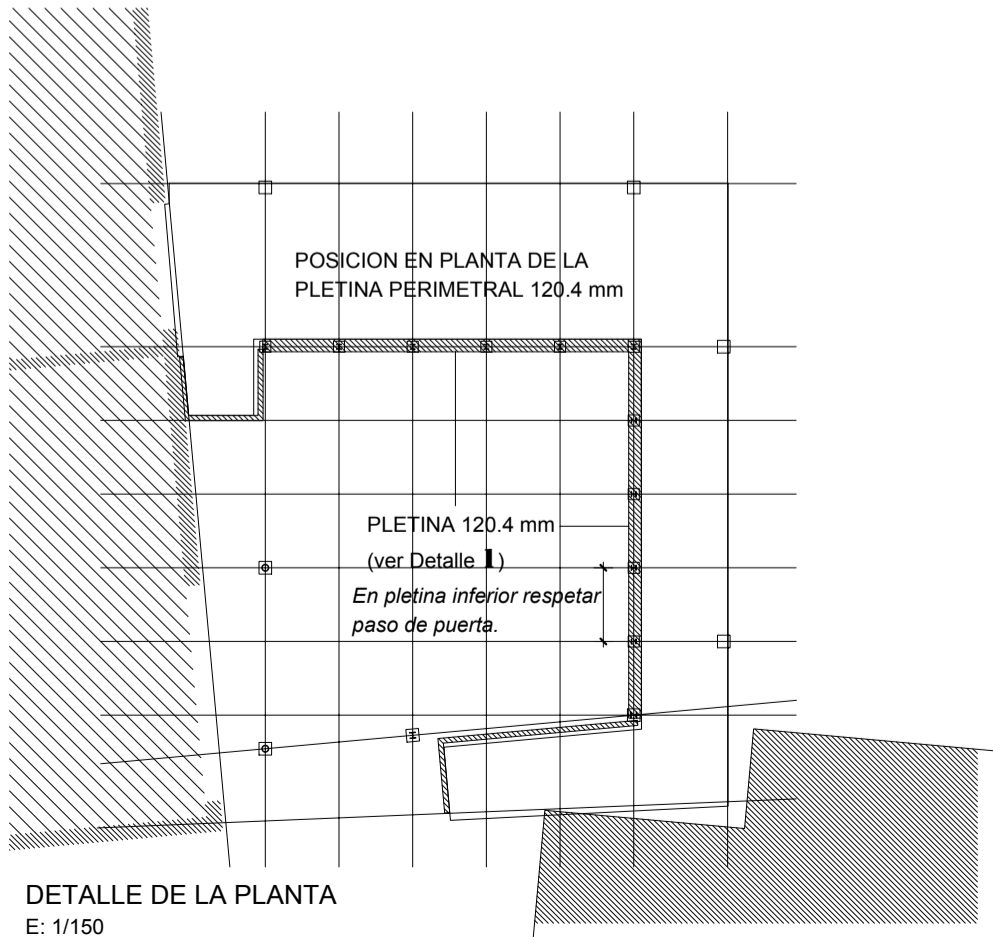 POSICION EN PLANTA DE LA
PLETINA PERIMETRAL 120.4 mm
PLETINA 120.4 mm
(ver Detalle 1)
En pletina inferior respetar
paso de puerta.
DETALLE DE LA PLANTA
E: 1/150